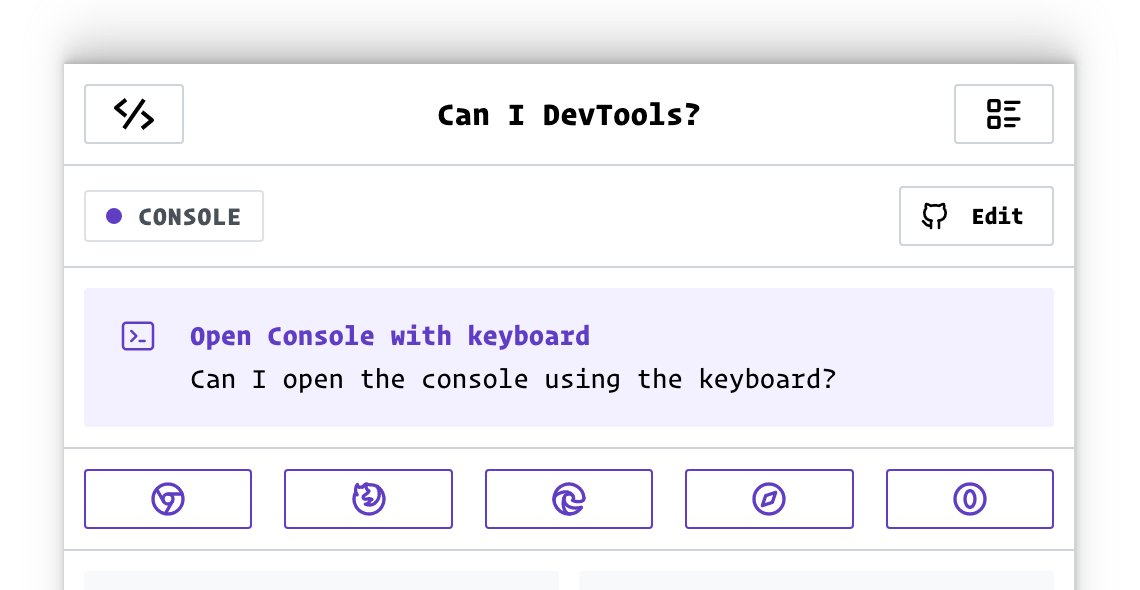 Can I DevTools?
CONSOLE
Edit
Open Console with keyboard
Can I open the console using the keyboard?